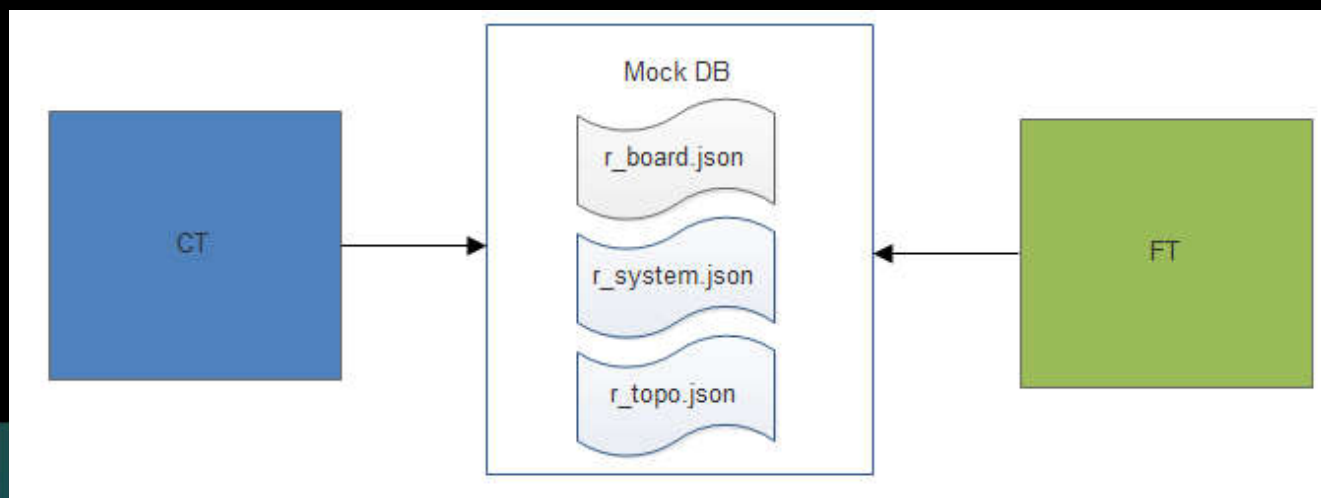 Mock DB
r_board.json
CT
r_system.json
FT
r_topo.json